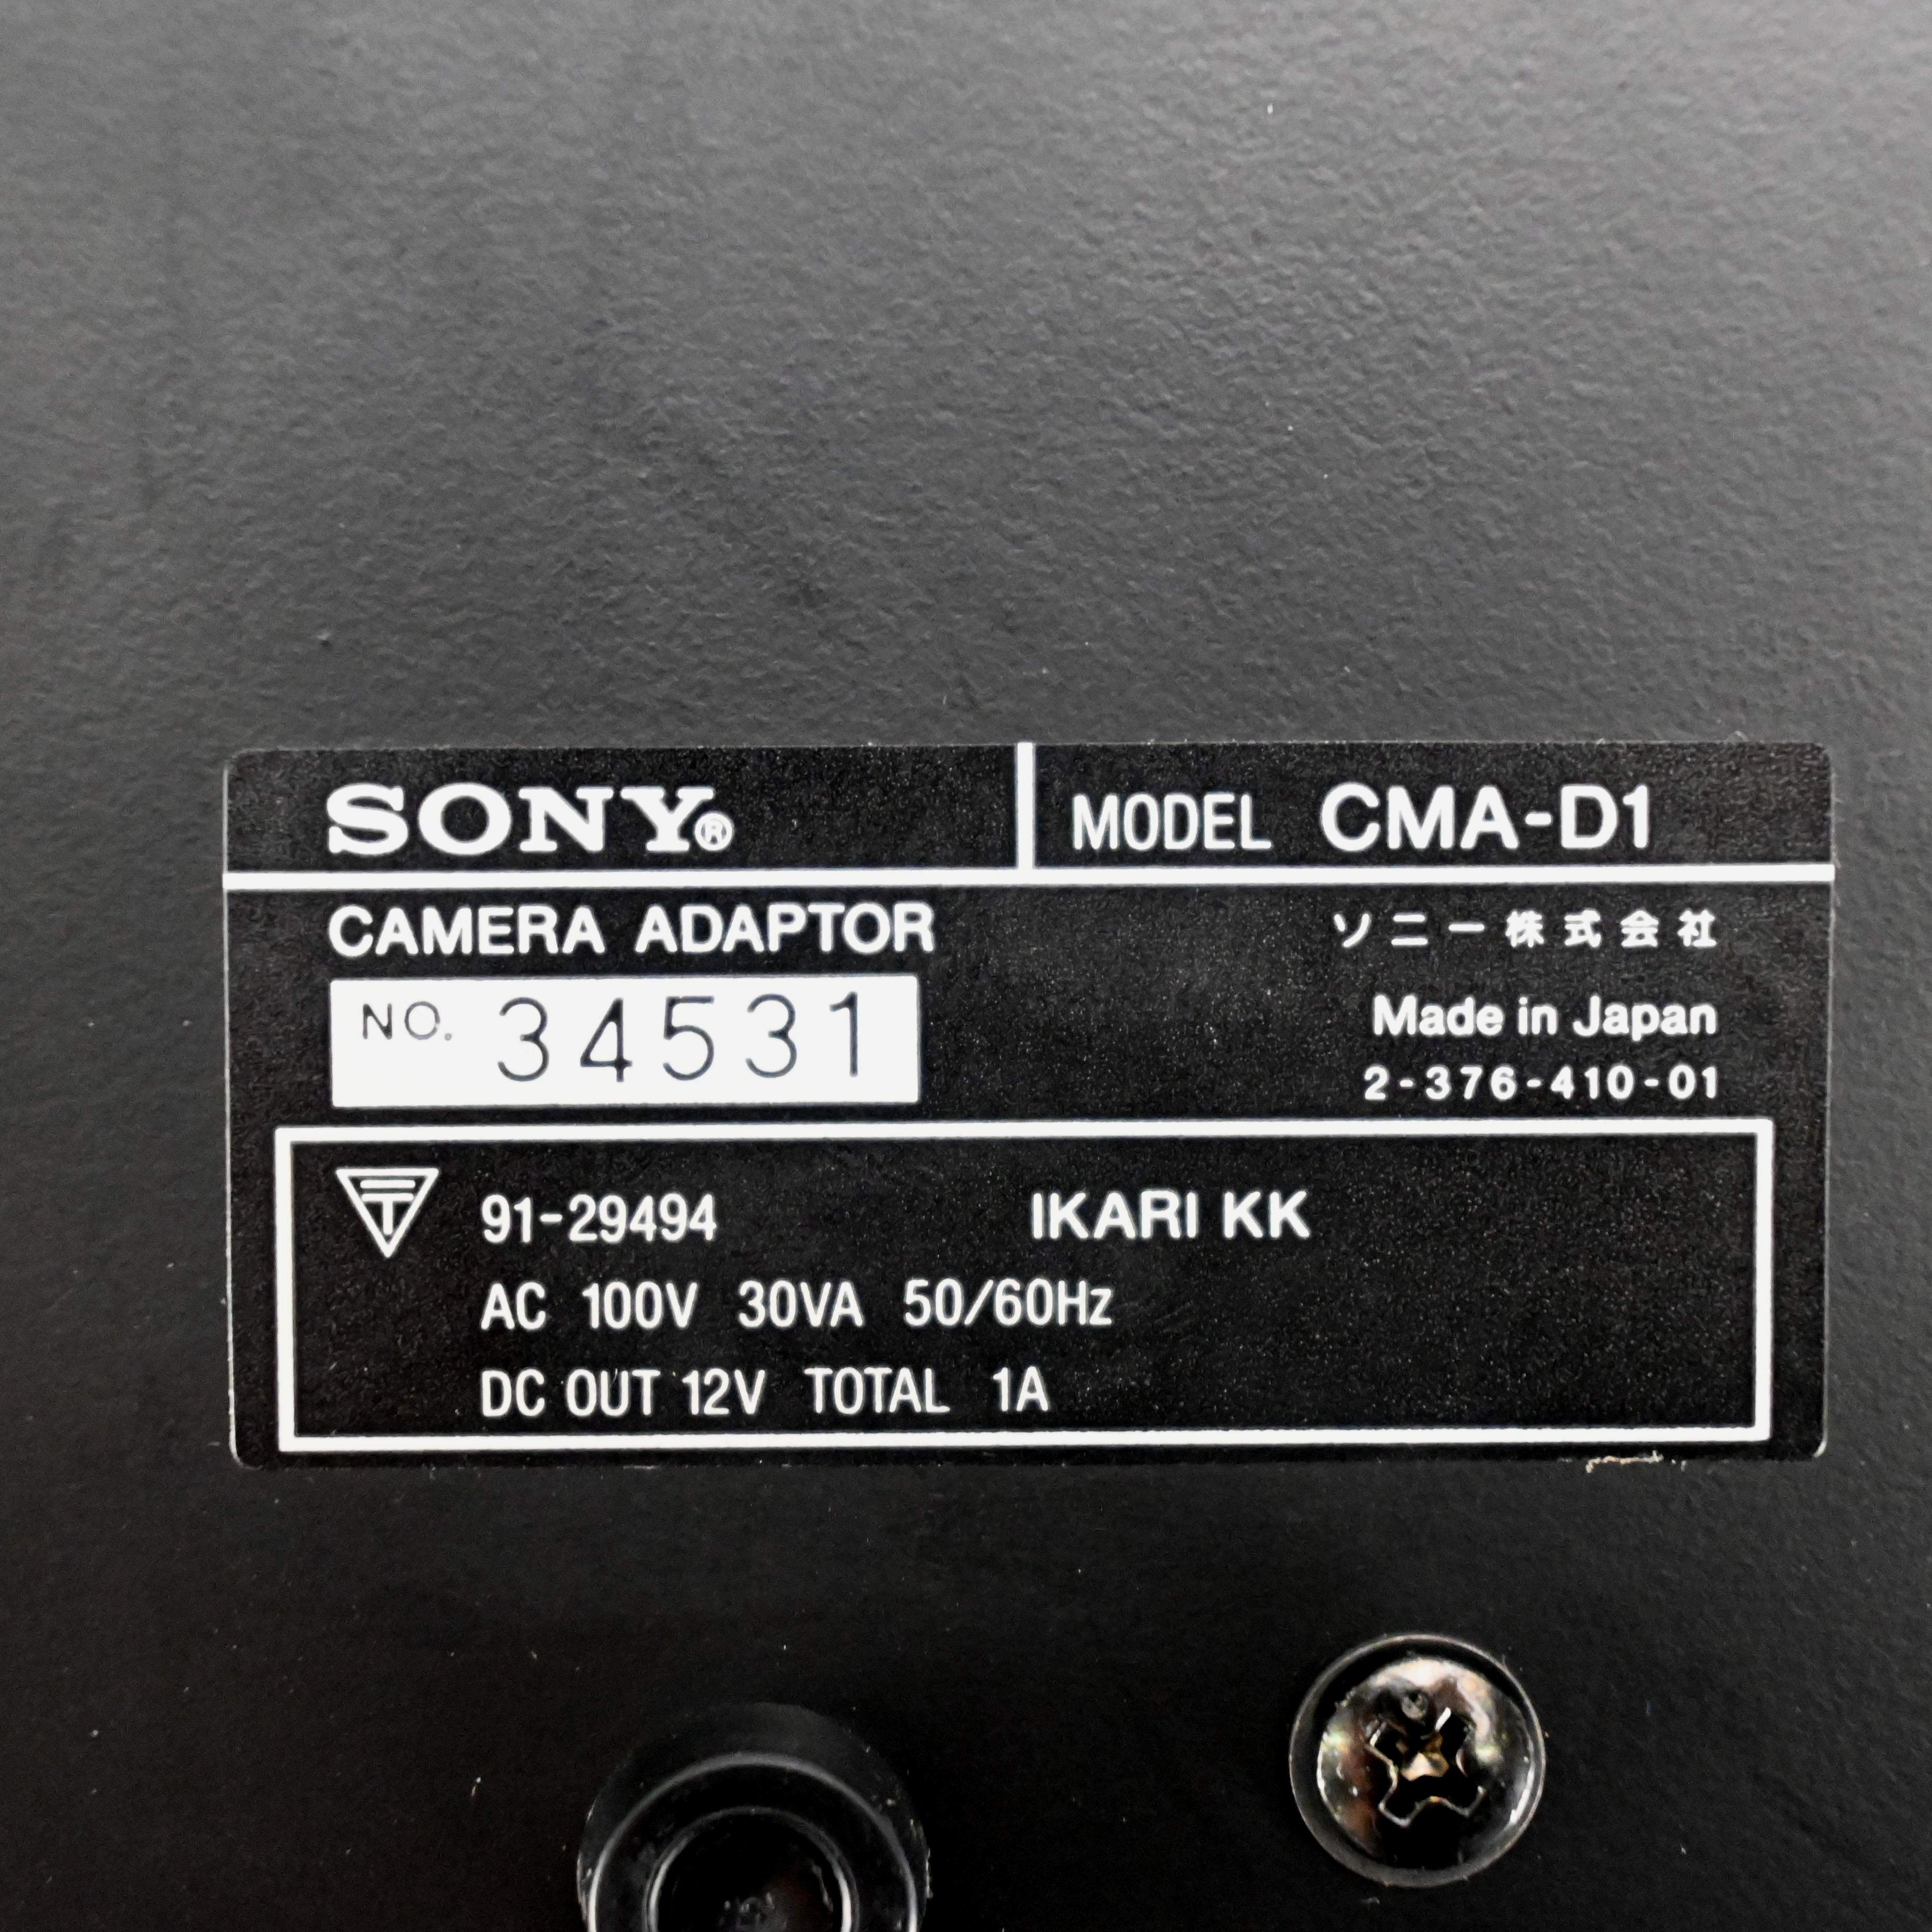 SONY®
MODEL CMA-D1
CAMERA ADAPTOR
ソニー株式会社
NO. 34531
Made in Japan
2-376-410-01
91-29494 IKARI KK
AC 100V 30VA 50/60Hz
DC OUT 12V TOTAL 1A